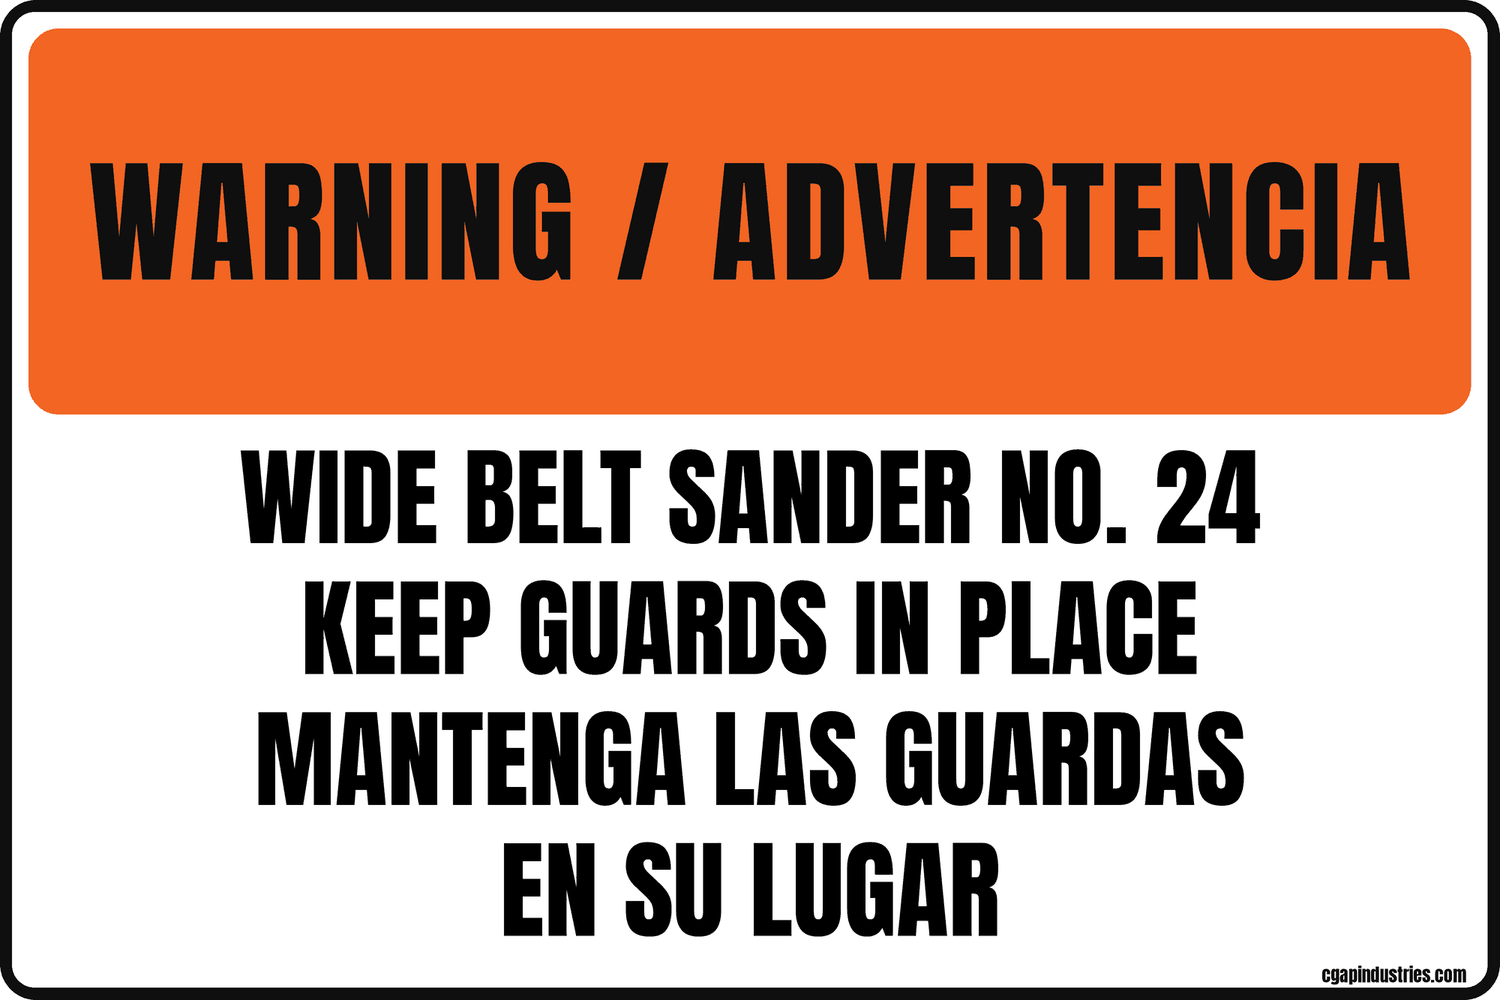 WARNING / ADVERTENCIA
WIDE BELT SANDER NO. 24
KEEP GUARDS IN PLACE
MANTENGA LAS GUARDAS
EN SU LUGAR
cgapindustries.com